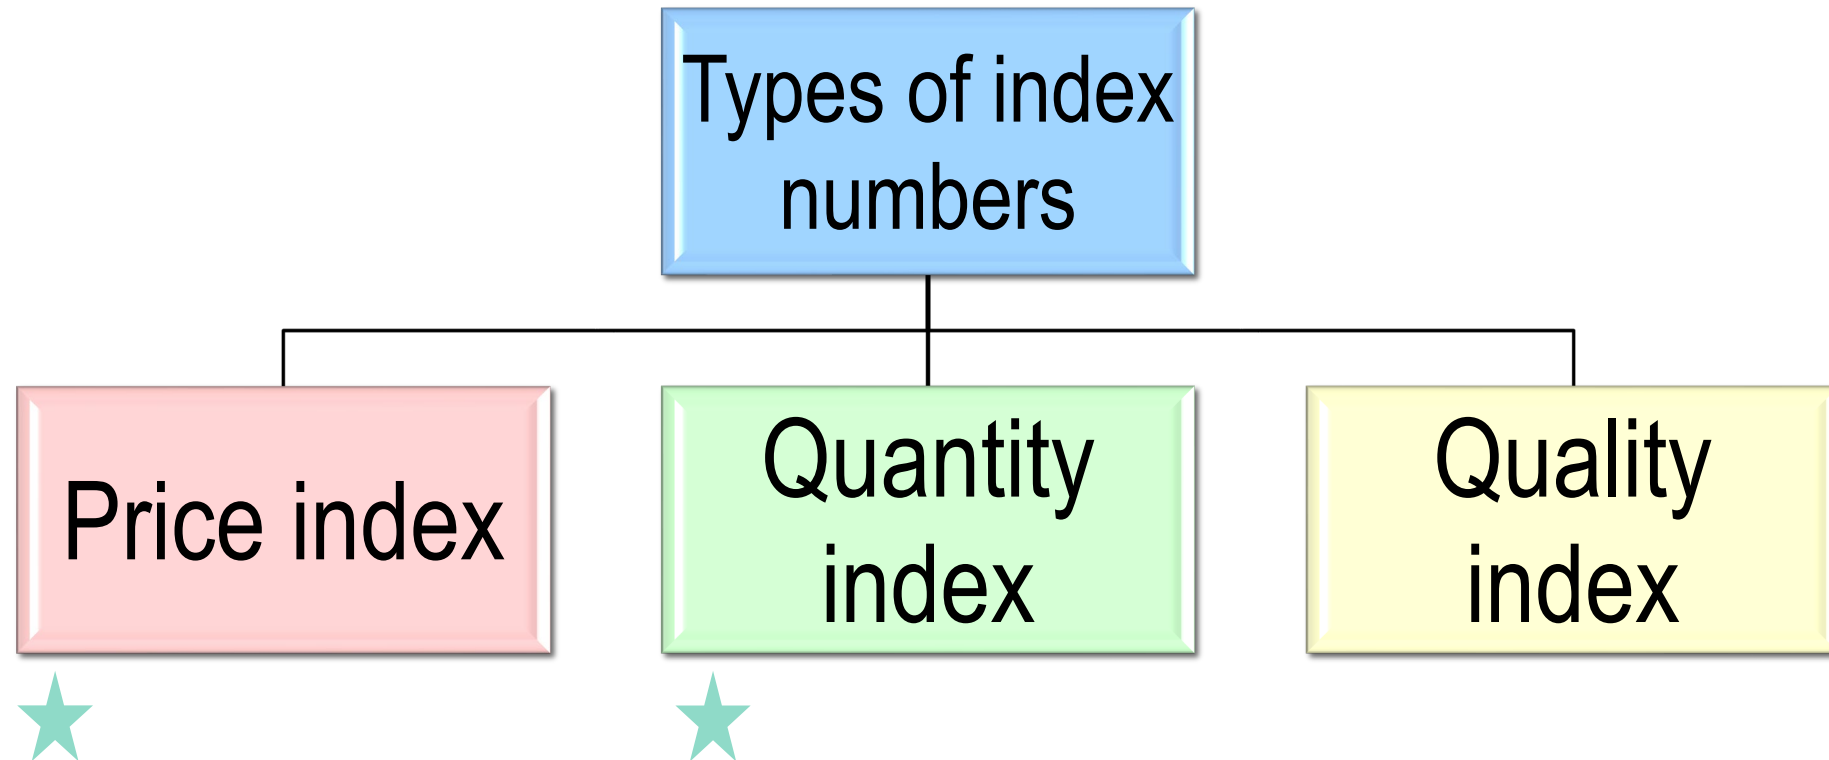 Types of index
numbers
Price index
Quantity
index
Quality
index